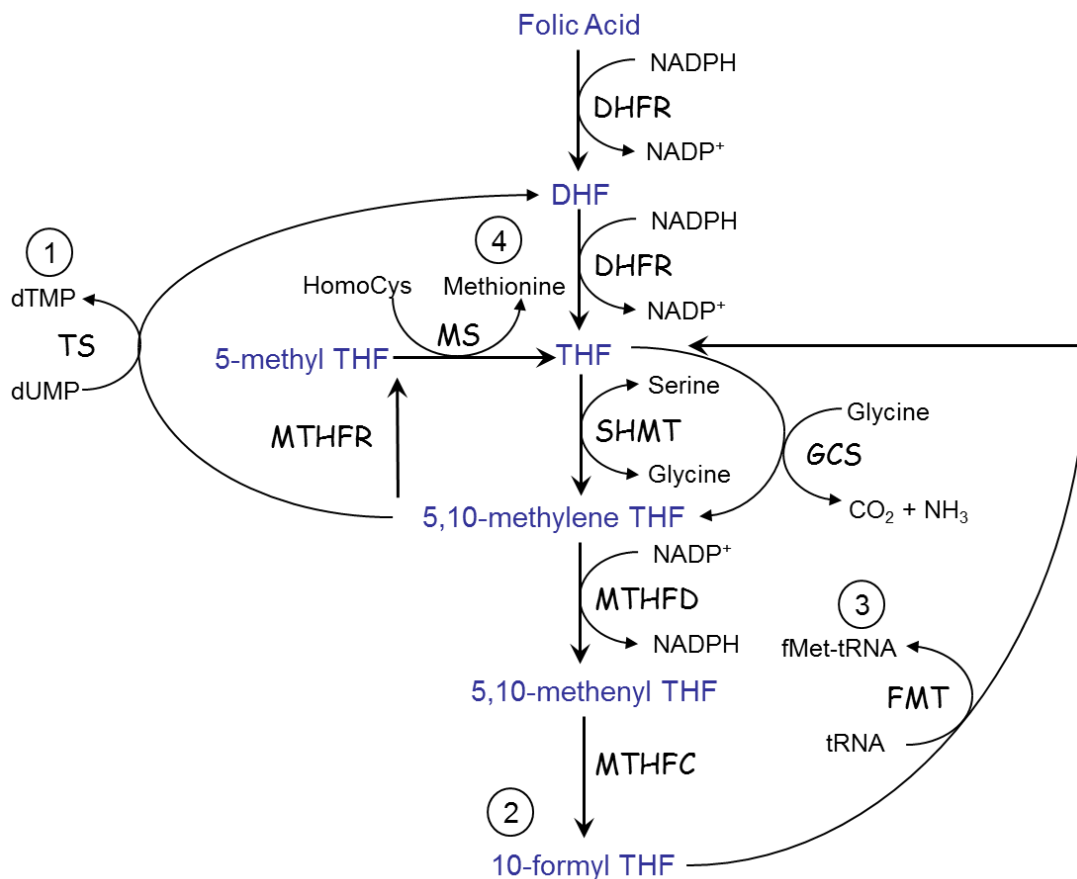 Folic Acid
NADPH
DHFR
NADP⁺
DHF
NADPH
1
4
DHFR
dTMP
HomoCys
Methionine
NADP⁺
TS
MS
5-methyl THF
THF
dUMP
Serine
Glycine
MTHFR
SHMT
GCS
Glycine
5,10-methylene THF
CO₂ + NH₃
NADP⁺
MTHFD
3
NADPH
fMet-tRNA
5,10-methenyl THF
FMT
tRNA
MTHFC
2
10-formyl THF